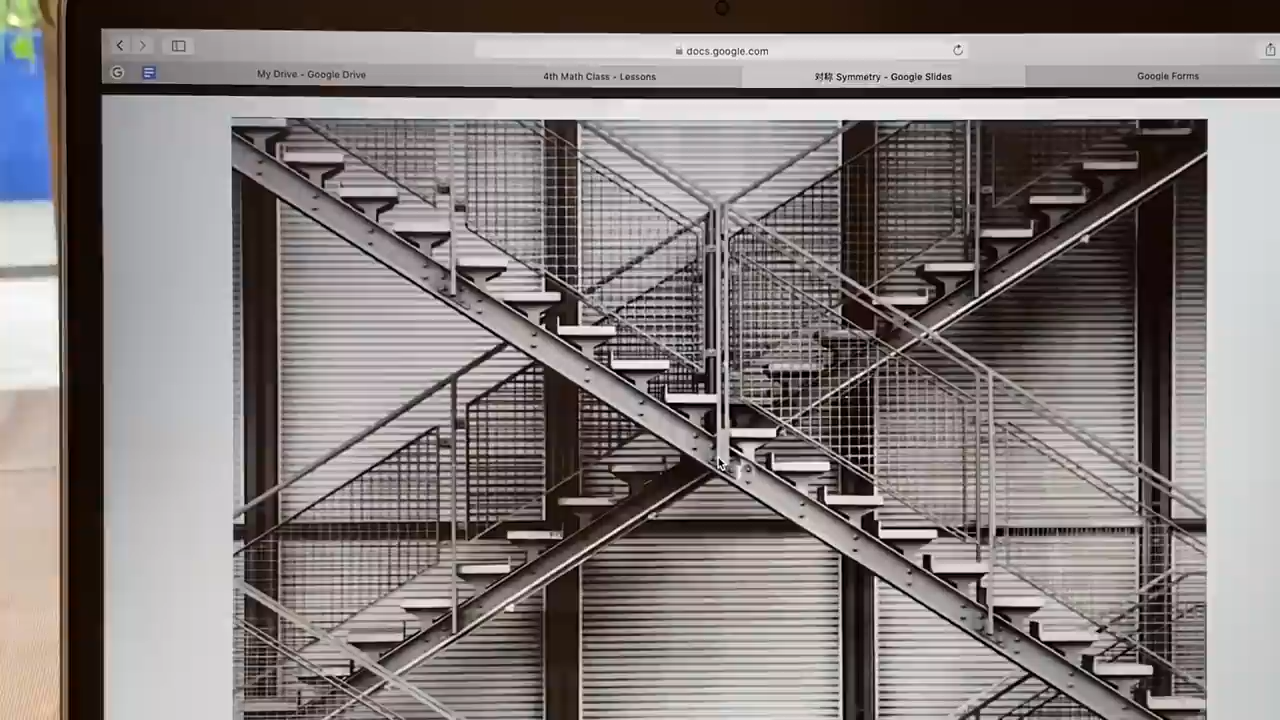 docs.google.com
My Drive - Google Drive
4th Math Class - Lessons
对称 Symmetry - Google Slides
Google Forms